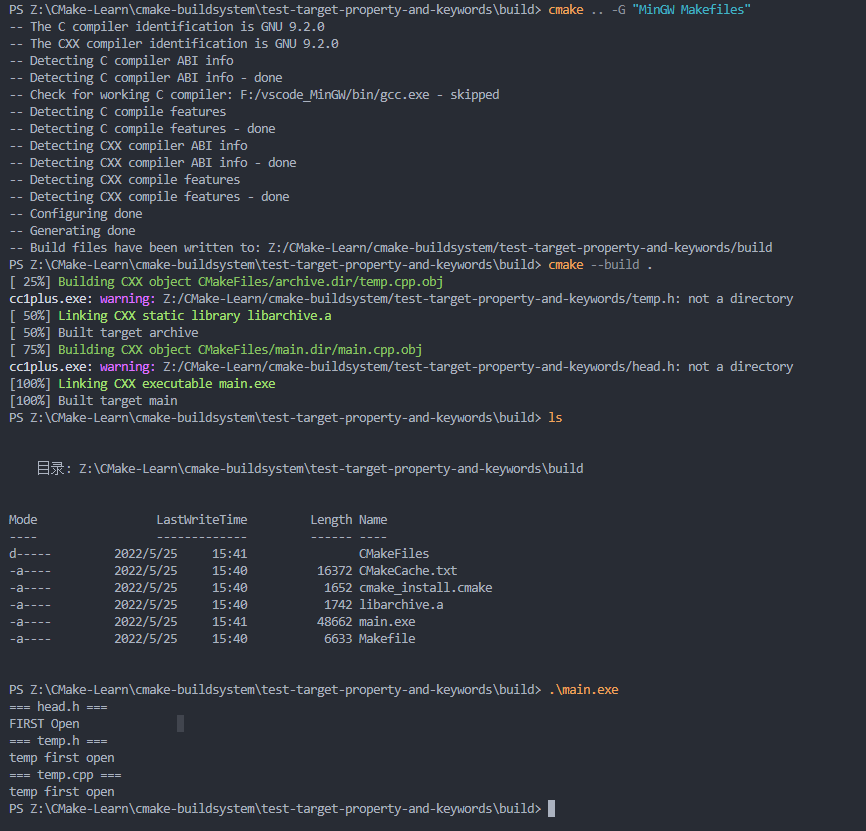 PS Z:\CMake-Learn\cmake-buildsystem\test-target-property-and-keywords\build> cmake .. -G "MinGW Makefiles"
-- The C compiler identification is GNU 9.2.0
-- The CXX compiler identification is GNU 9.2.0
-- Detecting C compiler ABI info
-- Detecting C compiler ABI info - done
-- Check for working C compiler: F:/vscode_MinGW/bin/gcc.exe - skipped
-- Detecting C compile features
-- Detecting C compile features - done
-- Detecting CXX compiler ABI info
-- Detecting CXX compiler ABI info - done
-- Detecting CXX compile features
-- Detecting CXX compile features - done
-- Configuring done
-- Generating done
-- Build files have been written to: Z:/CMake-Learn/cmake-buildsystem/test-target-property-and-keywords/build
PS Z:\CMake-Learn\cmake-buildsystem\test-target-property-and-keywords\build> cmake --build .
[ 25%] Building CXX object CMakeFiles/archive.dir/temp.cpp.obj
cc1plus.exe: warning: Z:/CMake-Learn/cmake-buildsystem/test-target-property-and-keywords/temp.h: not a directory
[ 50%] Linking CXX static library libarchive.a
[ 50%] Built target archive
[ 75%] Building CXX object CMakeFiles/main.dir/main.cpp.obj
cc1plus.exe: warning: Z:/CMake-Learn/cmake-buildsystem/test-target-property-and-keywords/head.h: not a directory
[100%] Linking CXX executable main.exe
[100%] Built target main
PS Z:\CMake-Learn\cmake-buildsystem\test-target-property-and-keywords\build> ls
目录: Z:\CMake-Learn\cmake-buildsystem\test-target-property-and-keywords\build
Mode LastWriteTime Length Name
---- ------------- ------ ----
d----- 2022/5/25 15:41 CMakeFiles
-a---- 2022/5/25 15:40 16372 CMakeCache.txt
-a---- 2022/5/25 15:40 1652 cmake_install.cmake
-a---- 2022/5/25 15:40 1742 libarchive.a
-a---- 2022/5/25 15:41 48662 main.exe
-a---- 2022/5/25 15:40 6633 Makefile
PS Z:\CMake-Learn\cmake-buildsystem\test-target-property-and-keywords\build> .\main.exe
=== head.h ===
FIRST Open
=== temp.h ===
temp first open
=== temp.cpp ===
temp first open
PS Z:\CMake-Learn\cmake-buildsystem\test-target-property-and-keywords\build>